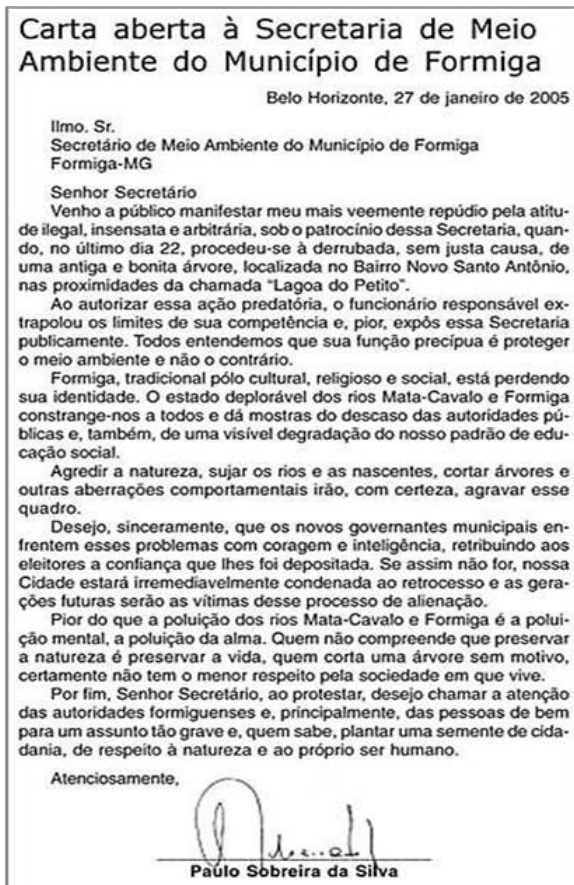 Carta aberta à Secretaria de Meio
Ambiente do Município de Formiga
Belo Horizonte, 27 de janeiro de 2005
Ilmo. Sr.
Secretário de Meio Ambiente do Município de Formiga
Formiga-MG
Senhor Secretário
Venho a público manifestar meu mais veemente repúdio pela atitu-
de ilegal, insensata e arbitrária, sob o patrocínio dessa Secretaria, quan-
do, no último dia 22, procedeu-se à derrubada, sem justa causa, de
uma antiga e bonita árvore, localizada no Bairro Novo Santo Antônio,
nas proximidades da chamada “Lagoa do Petito”.
Ao autorizar essa ação predatória, o funcionário responsável ex-
trapolou os limites de sua competência e, pior, expôs essa Secretaria
publicamente. Todos entendemos que sua função precípua é proteger
o meio ambiente e não o contrário.
Formiga, tradicional pólo cultural, religioso e social, está perdendo
sua identidade. O estado deplorável dos rios Mata-Cavalo e Formiga
constrange-nos a todos e dá mostras do descaso das autoridades pú-
blicas e, também, de uma visível degradação do nosso padrão de edu-
cação social.
Agredir a natureza, sujar os rios e as nascentes, cortar árvores e
outras aberrações comportamentais irão, com certeza, agravar esse
quadro.
Desejo, sinceramente, que os novos governantes municipais en-
frentem esses problemas com coragem e inteligência, retribuindo aos
eleitores a confiança que lhes foi depositada. Se assim não for, nossa
Cidade estará irremediavelmente condenada ao retrocesso e as gera-
ções futuras serão as vítimas desse processo de alienação.
Pior do que a poluição dos rios Mata-Cavalo e Formiga é a polui-
ção mental, a poluição da alma. Quem não compreende que preservar
a natureza é preservar a vida, quem corta uma árvore sem motivo,
certamente não tem o menor respeito pela sociedade em que vive.
Por fim, Senhor Secretário, ao protestar, desejo chamar a atenção
das autoridades formiguenses e, principalmente, das pessoas de bem
para um assunto tão grave e, quem sabe, plantar uma semente de cida-
dania, de respeito à natureza e ao próprio ser humano.
Atenciosamente,
Paulo Sobreira da Silva